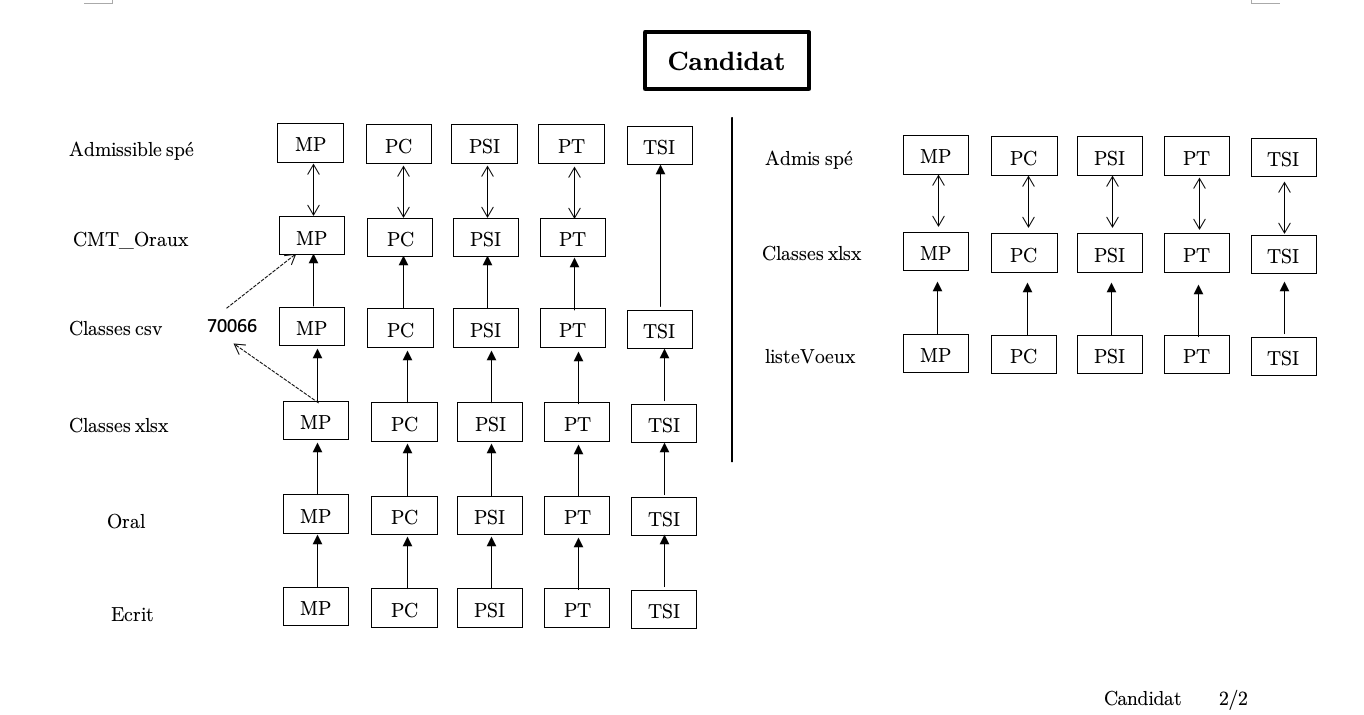 Candidat
Admissible spé MP PC PSI PT TSI
CMT_Oraux MP PC PSI PT
Classes csv 70066 MP PC PSI PT TSI
Classes xlsx MP PC PSI PT TSI
Oral MP PC PSI PT TSI
Ecrit MP PC PSI PT TSI
Admis spé MP PC PSI PT TSI
Classes xlsx MP PC PSI PT TSI
listeVoeux MP PC PSI PT TSI
Candidat 2/2